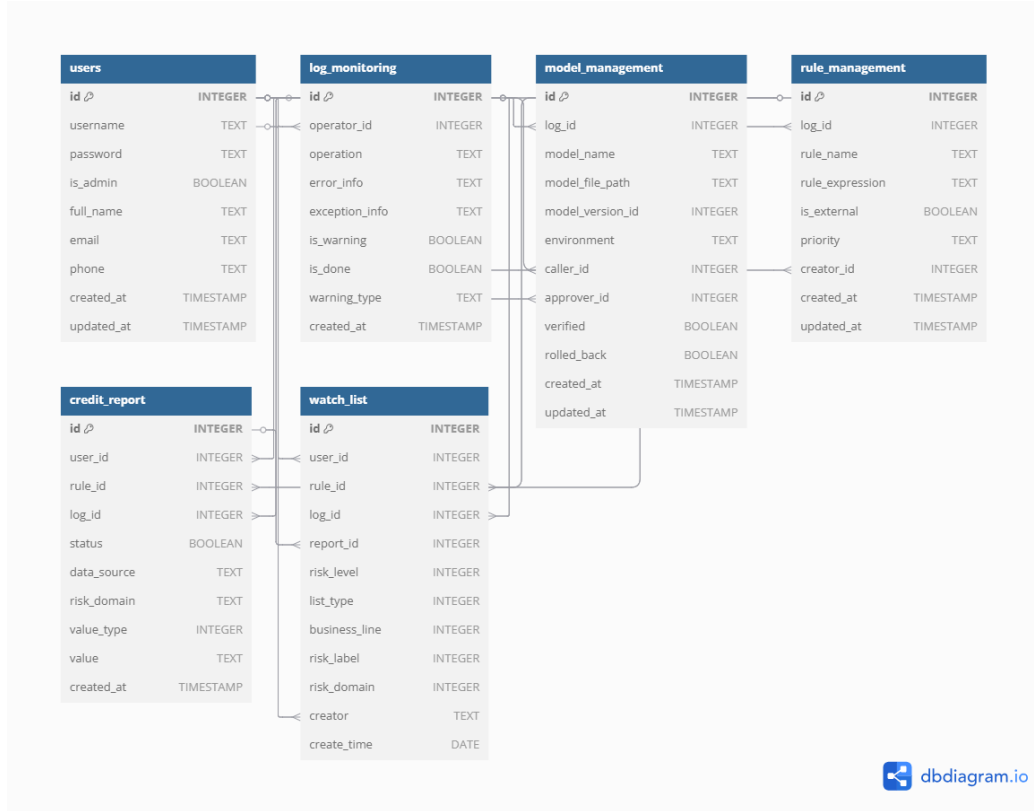 users
id INTEGER
username TEXT
password TEXT
is_admin BOOLEAN
full_name TEXT
email TEXT
phone TEXT
created_at TIMESTAMP
updated_at TIMESTAMP
log_monitoring
id INTEGER
operator_id INTEGER
operation TEXT
error_info TEXT
exception_info TEXT
is_warning BOOLEAN
is_done BOOLEAN
warning_type TEXT
created_at TIMESTAMP
model_management
id INTEGER
log_id INTEGER
model_name TEXT
model_file_path TEXT
model_version_id INTEGER
environment TEXT
caller_id INTEGER
approver_id INTEGER
verified BOOLEAN
rolled_back BOOLEAN
created_at TIMESTAMP
updated_at TIMESTAMP
rule_management
id INTEGER
log_id INTEGER
rule_name TEXT
rule_expression TEXT
is_external BOOLEAN
priority TEXT
creator_id INTEGER
created_at TIMESTAMP
updated_at TIMESTAMP
credit_report
id INTEGER
user_id INTEGER
rule_id INTEGER
log_id INTEGER
status BOOLEAN
data_source TEXT
risk_domain TEXT
value_type INTEGER
value TEXT
created_at TIMESTAMP
watch_list
id INTEGER
user_id INTEGER
rule_id INTEGER
log_id INTEGER
report_id INTEGER
risk_level INTEGER
list_type INTEGER
business_line INTEGER
risk_label INTEGER
risk_domain INTEGER
creator TEXT
create_time DATE
dbdiagram.io